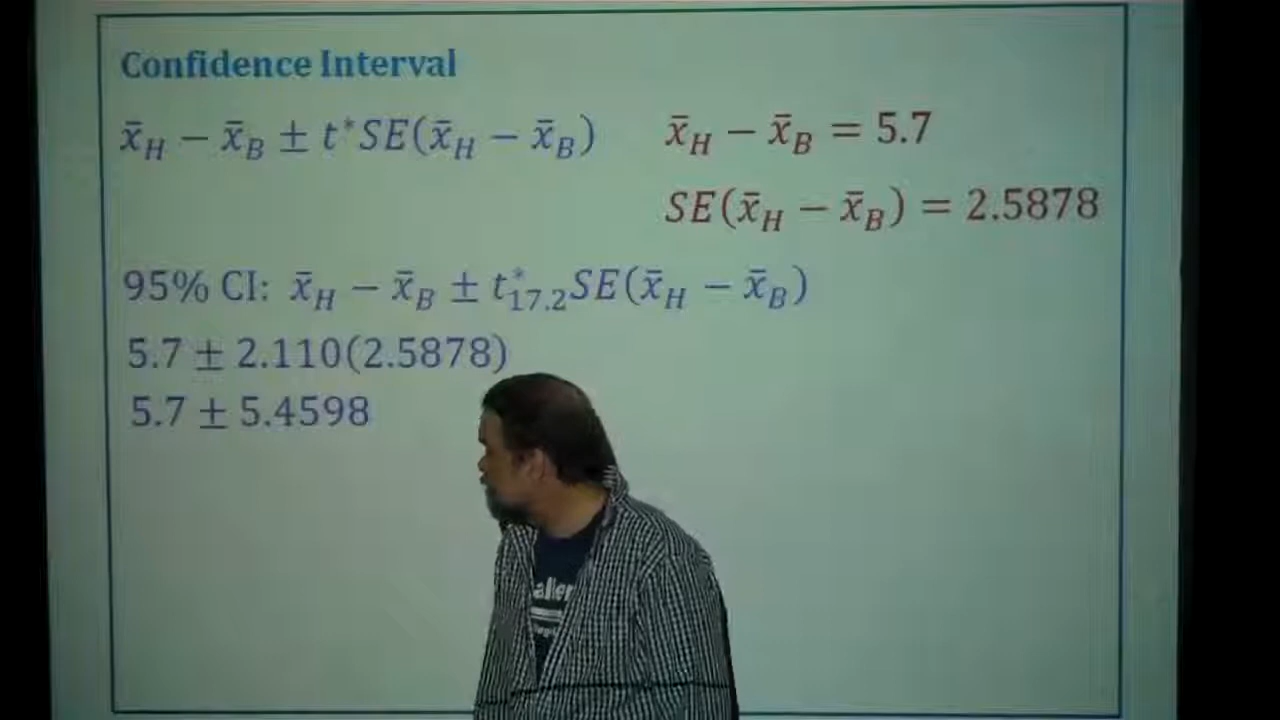 Confidence Interval
x̄_H − x̄_B ± t*SE(x̄_H − x̄_B)
x̄_H − x̄_B = 5.7
SE(x̄_H − x̄_B) = 2.5878
95% CI: x̄_H − x̄_B ± t*_17.2 SE(x̄_H − x̄_B)
5.7 ± 2.110(2.5878)
5.7 ± 5.4598